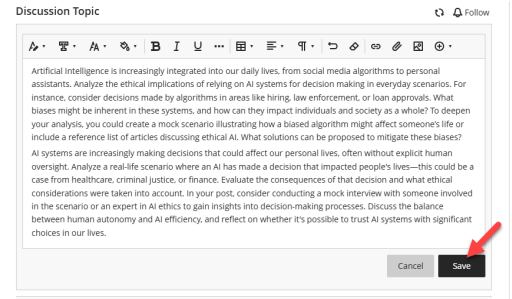 Discussion Topic
Follow
B I U
Artificial Intelligence is increasingly integrated into our daily lives, from social media algorithms to personal
assistants. Analyze the ethical implications of relying on AI systems for decision making in everyday scenarios. For
instance, consider decisions made by algorithms in areas like hiring, law enforcement, or loan approvals. What
biases might be inherent in these systems, and how can they impact individuals and society as a whole? To deepen
your analysis, you could create a mock scenario illustrating how a biased algorithm might affect someone's life or
include a reference list of articles discussing ethical AI. What solutions can be proposed to mitigate these biases?
AI systems are increasingly making decisions that could affect our personal lives, often without explicit human
oversight. Analyze a real-life scenario where an AI has made a decision that impacted people's lives—this could be a
case from healthcare, criminal justice, or finance. Evaluate the consequences of that decision and what ethical
considerations were taken into account. In your post, consider conducting a mock interview with someone involved
in the scenario or an expert in AI ethics to gain insights into decision-making processes. Discuss the balance
between human autonomy and AI efficiency, and reflect on whether it's possible to trust AI systems with significant
choices in our lives.
Cancel
Save